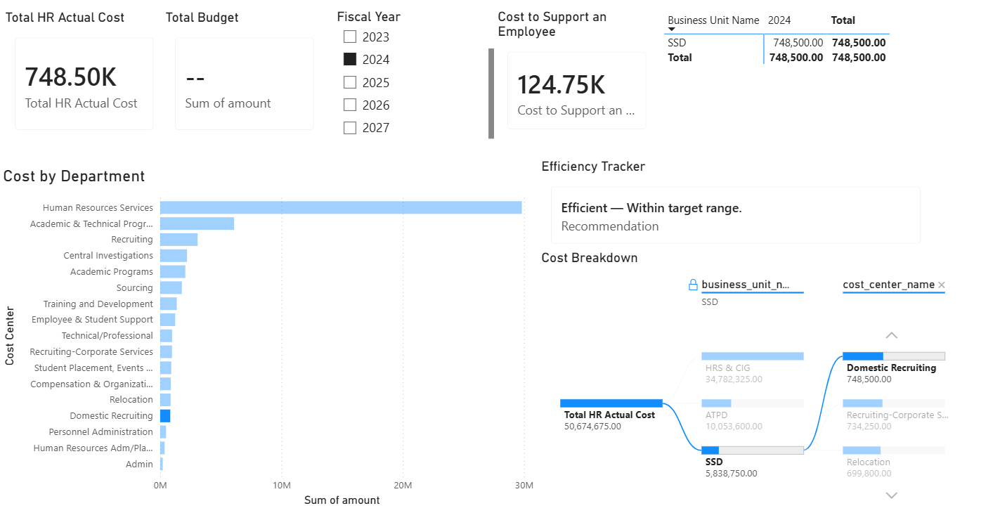 Total HR Actual Cost
748.50K
Total HR Actual Cost
Total Budget
--
Sum of amount
Fiscal Year
2023
2024
2025
2026
2027
Cost to Support an
Employee
124.75K
Cost to Support an ...
Business Unit Name 2024 Total
SSD 748,500.00 748,500.00
Total 748,500.00 748,500.00
Cost by Department
Cost Center
Human Resources Services
Academic & Technical Progr...
Recruiting
Central Investigations
Academic Programs
Sourcing
Training and Development
Employee & Student Support
Technical/Professional
Recruiting-Corporate Services
Student Placement, Events ...
Compensation & Organizati...
Relocation
Domestic Recruiting
Personnel Administration
Human Resources Adm/Pla...
Admin
0M 10M 20M 30M
Sum of amount
Efficiency Tracker
Efficient — Within target range.
Recommendation
Cost Breakdown
business_unit_n...
SSD
cost_center_name
Total HR Actual Cost
50,674,675.00
HRS & CIG
34,782,325.00
ATPD
10,053,600.00
SSD
5,838,750.00
Domestic Recruiting
748,500.00
Recruiting-Corporate S...
734,250.00
Relocation
699,800.00